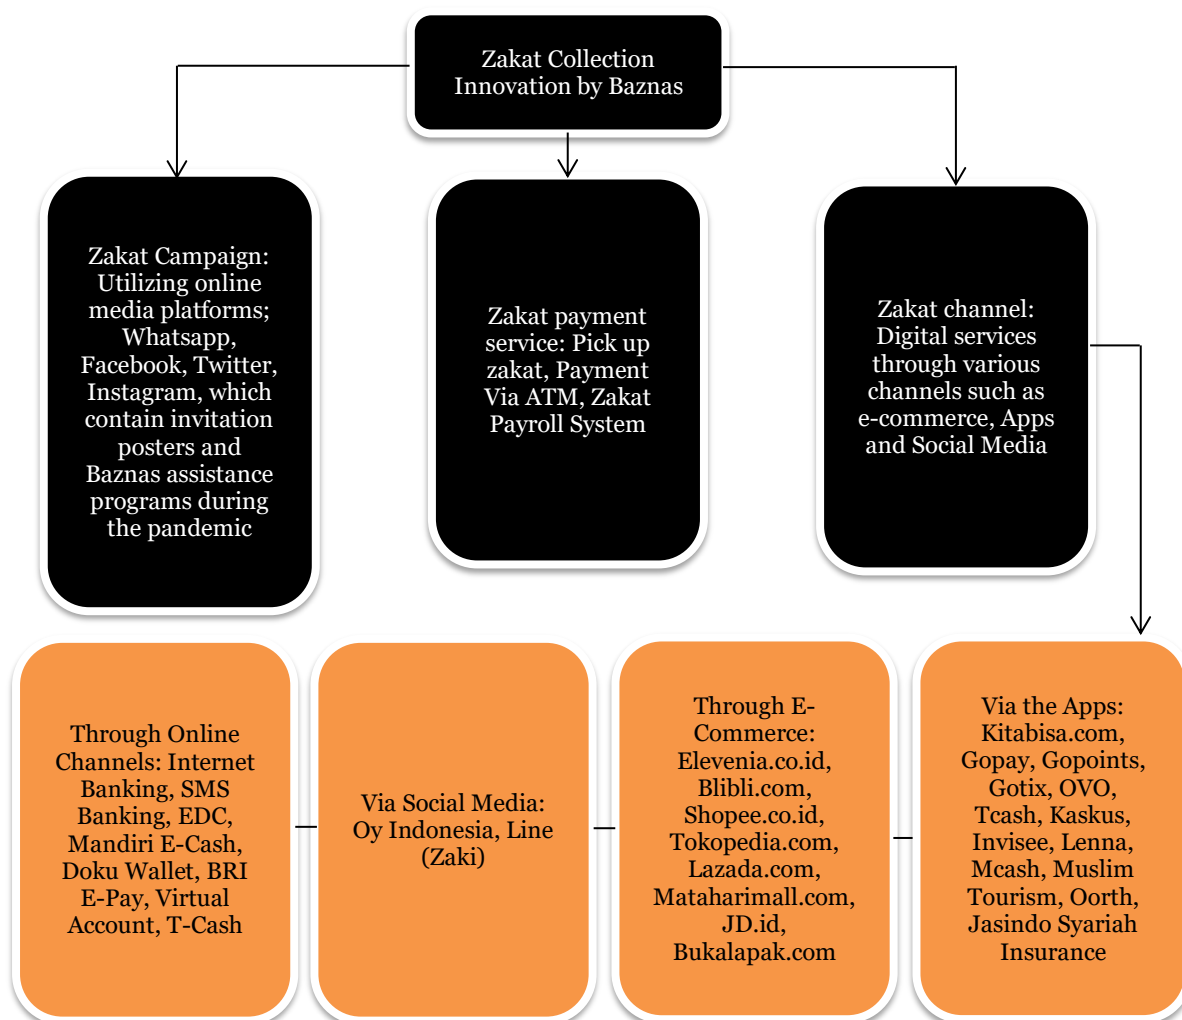 Zakat Collection
Innovation by Baznas
Zakat Campaign:
Utilizing online
media platforms;
Whatsapp,
Facebook, Twitter,
Instagram, which
contain invitation
posters and
Baznas assistance
programs during
the pandemic
Zakat payment
service: Pick up
zakat, Payment
Via ATM, Zakat
Payroll System
Zakat channel:
Digital services
through various
channels such as
e-commerce, Apps
and Social Media
Through Online
Channels: Internet
Banking, SMS
Banking, EDC,
Mandiri E-Cash,
Doku Wallet, BRI
E-Pay, Virtual
Account, T-Cash
Via Social Media:
Oy Indonesia, Line
(Zaki)
Through E-
Commerce:
Elevenia.co.id,
Blibli.com,
Shopee.co.id,
Tokopedia.com,
Lazada.com,
Mataharimall.com,
JD.id,
Bukalapak.com
Via the Apps:
Kitabisa.com,
Gopay, Gopoints,
Gotix, OVO,
Tcash, Kaskus,
Invisee, Lenna,
Mcash, Muslim
Tourism, Oorth,
Jasindo Syariah
Insurance